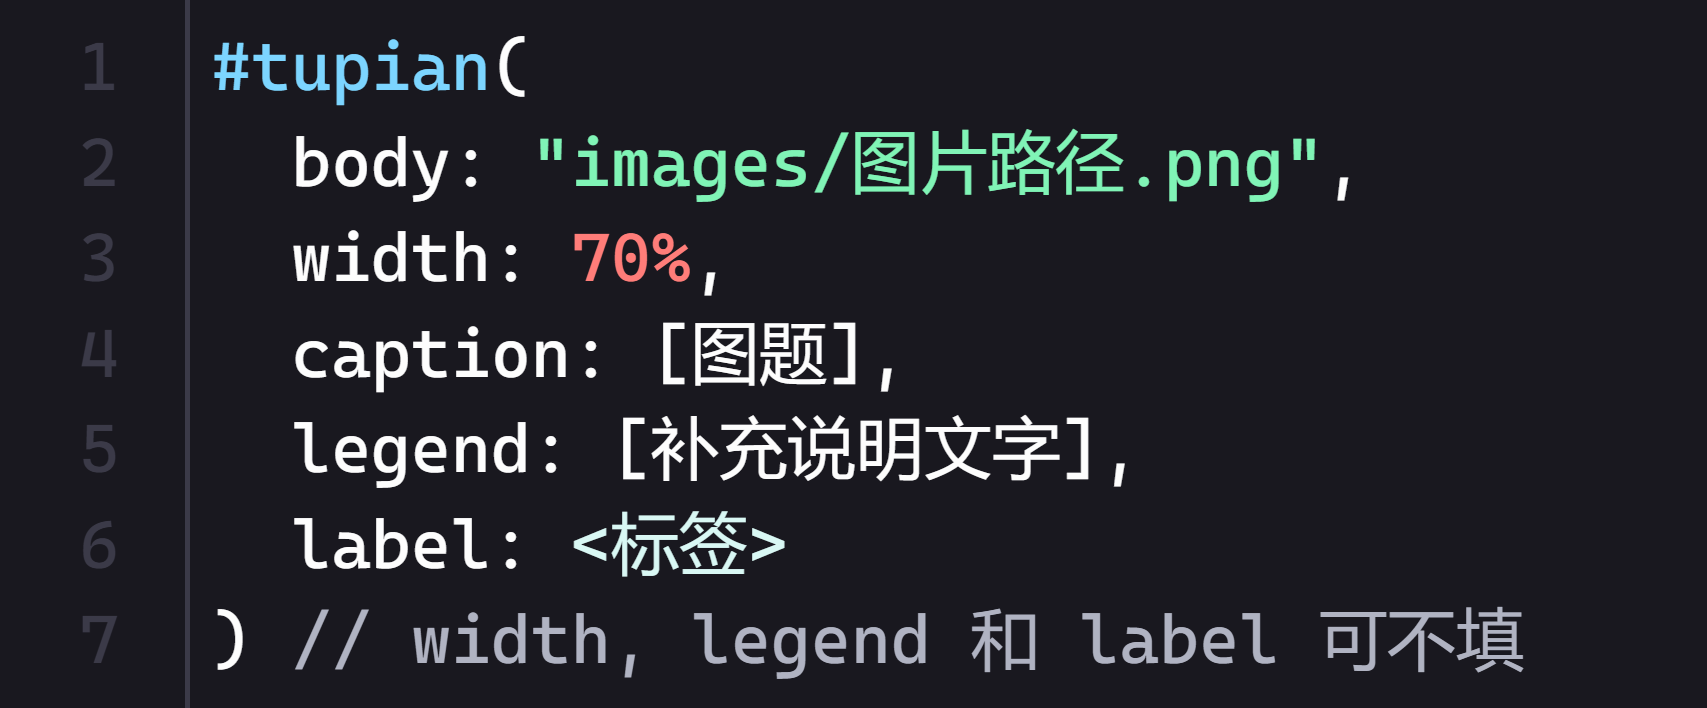 1 #tupian(
2   body: "images/图片路径.png",
3   width: 70%,
4   caption: [图题],
5   legend: [补充说明文字],
6   label: <标签>
7 ) // width, legend 和 label 可不填